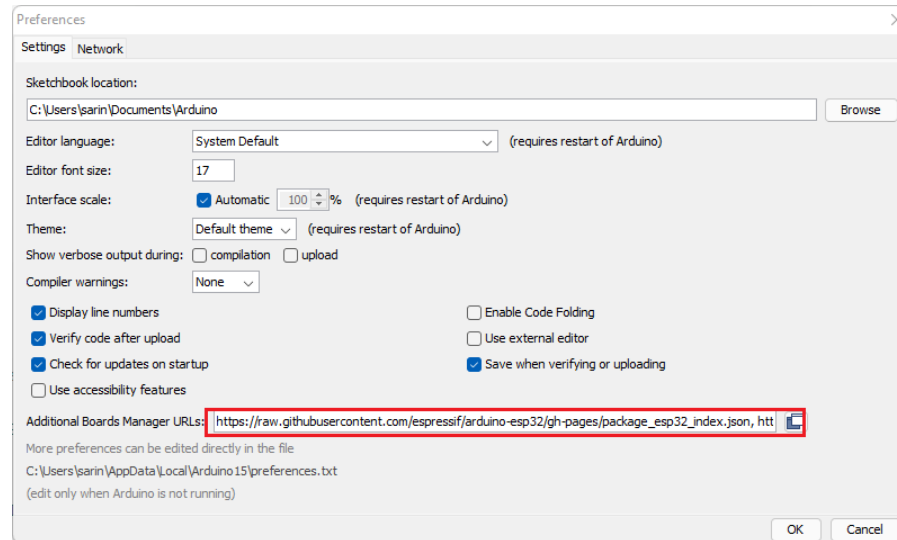 Preferences
Settings Network
Sketchbook location:
C:\Users\sarin\Documents\Arduino Browse
Editor language: System Default (requires restart of Arduino)
Editor font size: 17
Interface scale: Automatic 100 % (requires restart of Arduino)
Theme: Default theme (requires restart of Arduino)
Show verbose output during: compilation upload
Compiler warnings: None
Display line numbers Enable Code Folding
Verify code after upload Use external editor
Check for updates on startup Save when verifying or uploading
Use accessibility features
Additional Boards Manager URLs: https://raw.githubusercontent.com/espressif/arduino-esp32/gh-pages/package_esp32_index.json, htt
More preferences can be edited directly in the file
C:\Users\sarin\AppData\Local\Arduino15\preferences.txt
(edit only when Arduino is not running)
OK Cancel